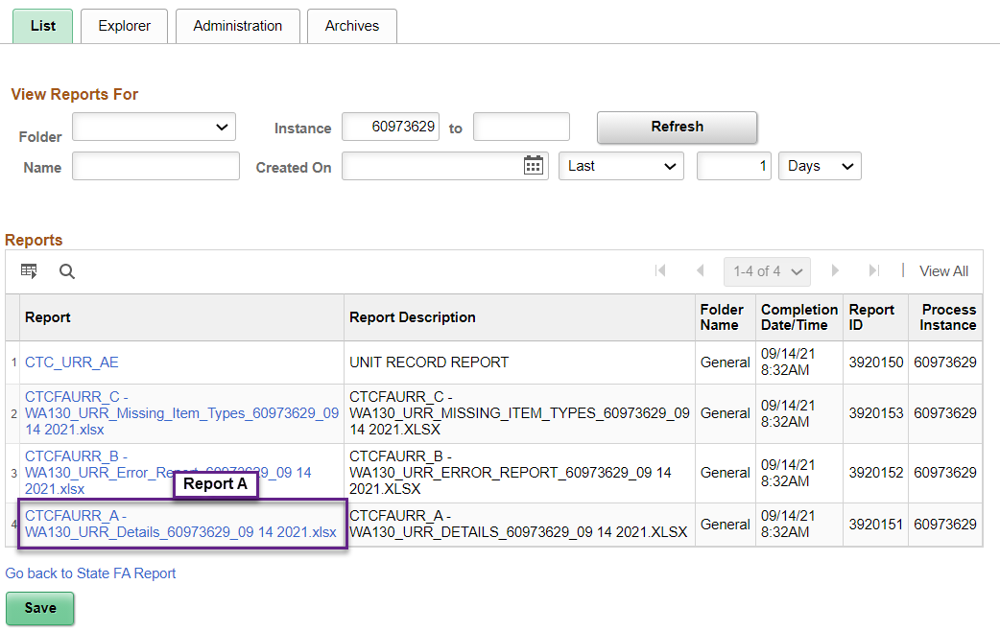 List Explorer Administration Archives
View Reports For
Folder Instance 60973629 to Refresh
Name Created On Last 1 Days
Reports
1-4 of 4 View All
Report Report Description Folder Name Completion Date/Time Report ID Process Instance
1 CTC_URR_AE UNIT RECORD REPORT General 09/14/21 8:32AM 3920150 60973629
2 CTCFAURR_C - WA130_URR_Missing_Item_Types_60973629_09 14 2021.xlsx CTCFAURR_C - WA130_URR_MISSING_ITEM_TYPES_60973629_09 14 2021.XLSX General 09/14/21 8:32AM 3920153 60973629
3 CTCFAURR_B - WA130_URR_Error_Report_60973629_09 14 2021.xlsx CTCFAURR_B - WA130_URR_ERROR_REPORT_60973629_09 14 2021.XLSX General 09/14/21 8:32AM 3920152 60973629
Report A
4 CTCFAURR_A - WA130_URR_Details_60973629_09 14 2021.xlsx CTCFAURR_A - WA130_URR_DETAILS_60973629_09 14 2021.XLSX General 09/14/21 8:32AM 3920151 60973629
Go back to State FA Report
Save